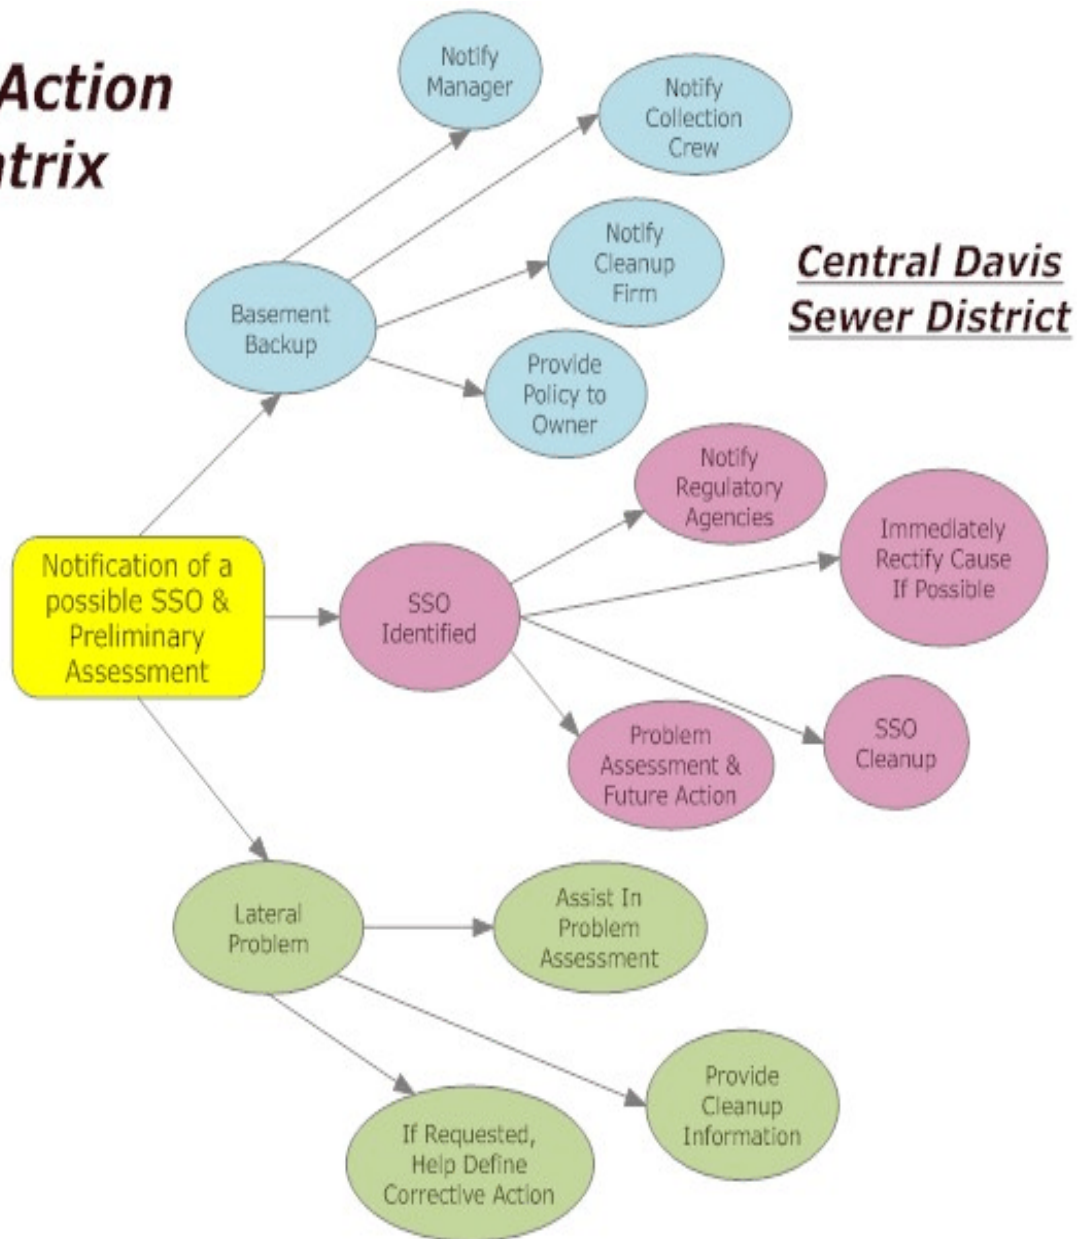 Action
trix
Notify
Manager
Notify
Collection
Crew
Notify
Cleanup
Firm
Central Davis
Sewer District
Basement
Backup
Provide
Policy to
Owner
Notify
Regulatory
Agencies
Immediately
Rectify Cause
If Possible
Notification of a
possible SSO &
Preliminary
Assessment
SSO
Identified
Problem
Assessment &
Future Action
SSO
Cleanup
Lateral
Problem
Assist In
Problem
Assessment
Provide
Cleanup
Information
If Requested,
Help Define
Corrective Action